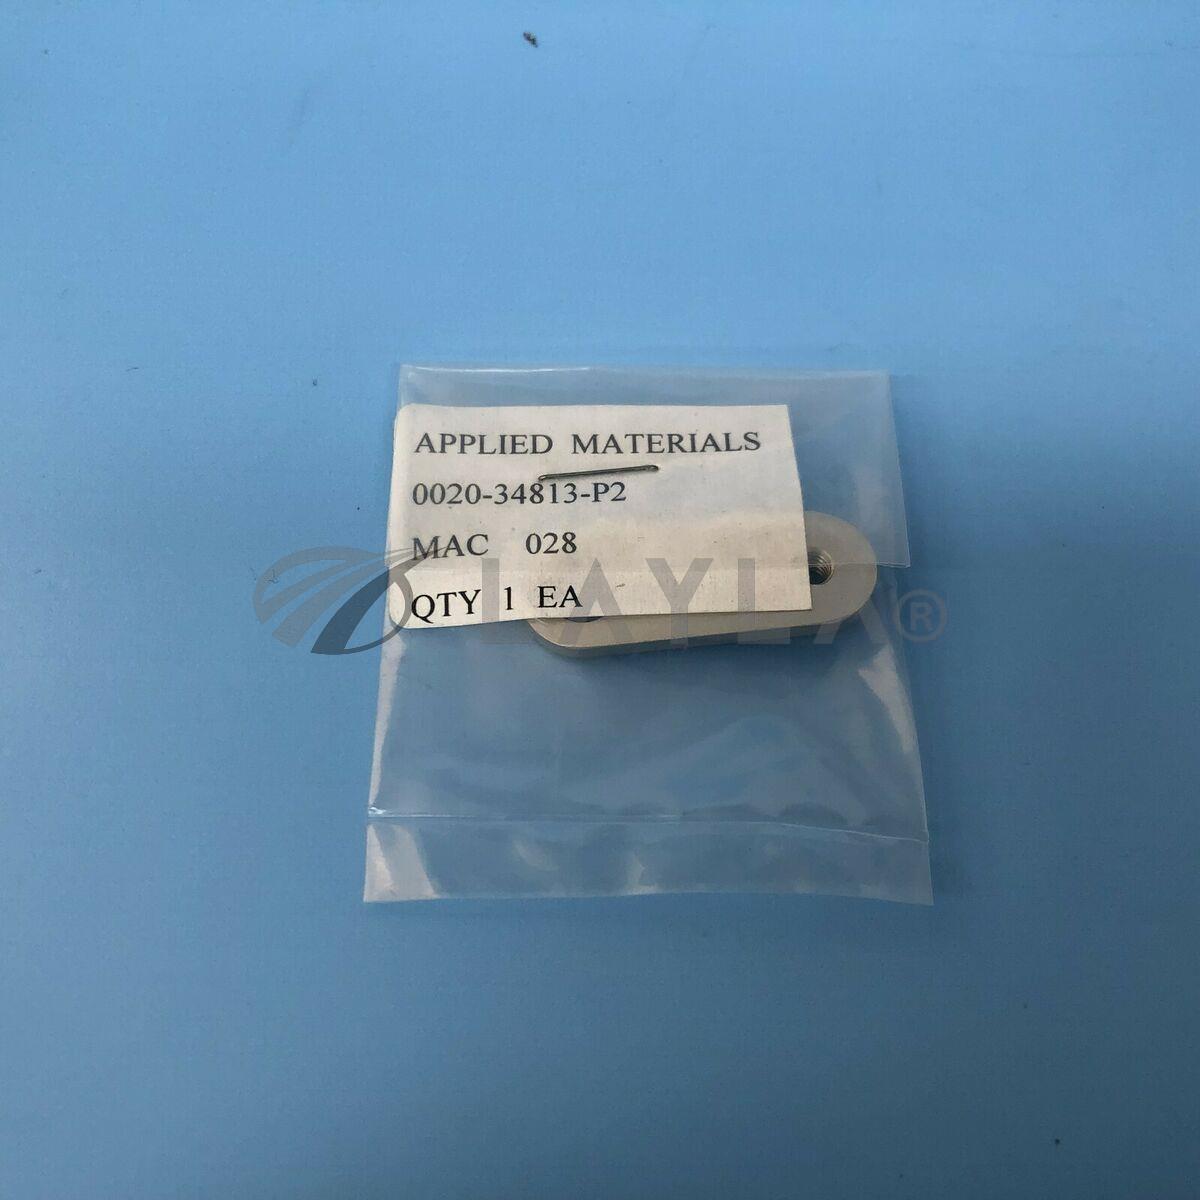 APPLIED MATERIALS
0020-34813-P2
MAC 028
QTY 1 EA
LAYLA®